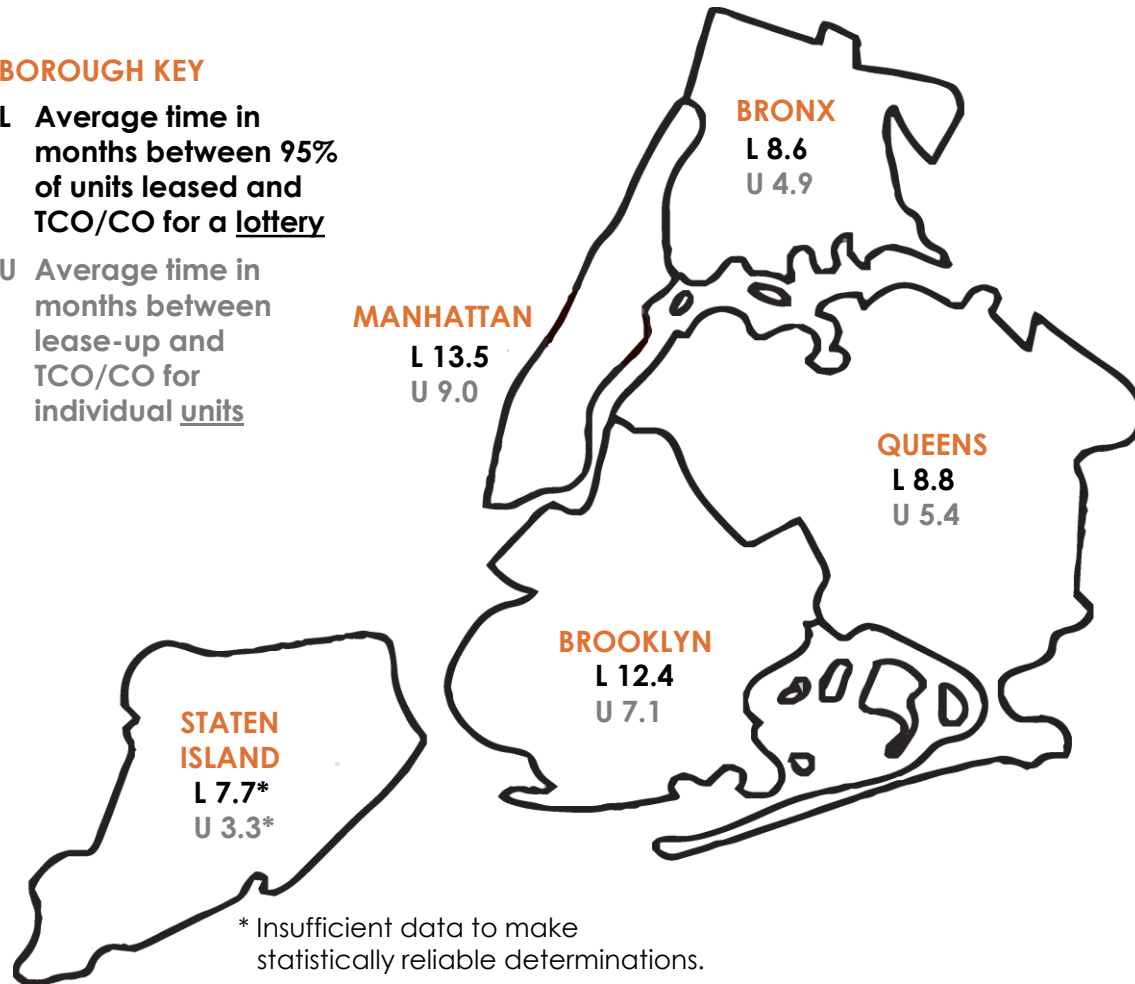 BOROUGH KEY
L Average time in
months between 95%
of units leased and
TCO/CO for a lottery
U Average time in
months between
lease-up and
TCO/CO for
individual units
BRONX
L 8.6
U 4.9
MANHATTAN
L 13.5
U 9.0
QUEENS
L 8.8
U 5.4
BROOKLYN
L 12.4
U 7.1
STATEN
ISLAND
L 7.7*
U 3.3*
* Insufficient data to make
statistically reliable determinations.